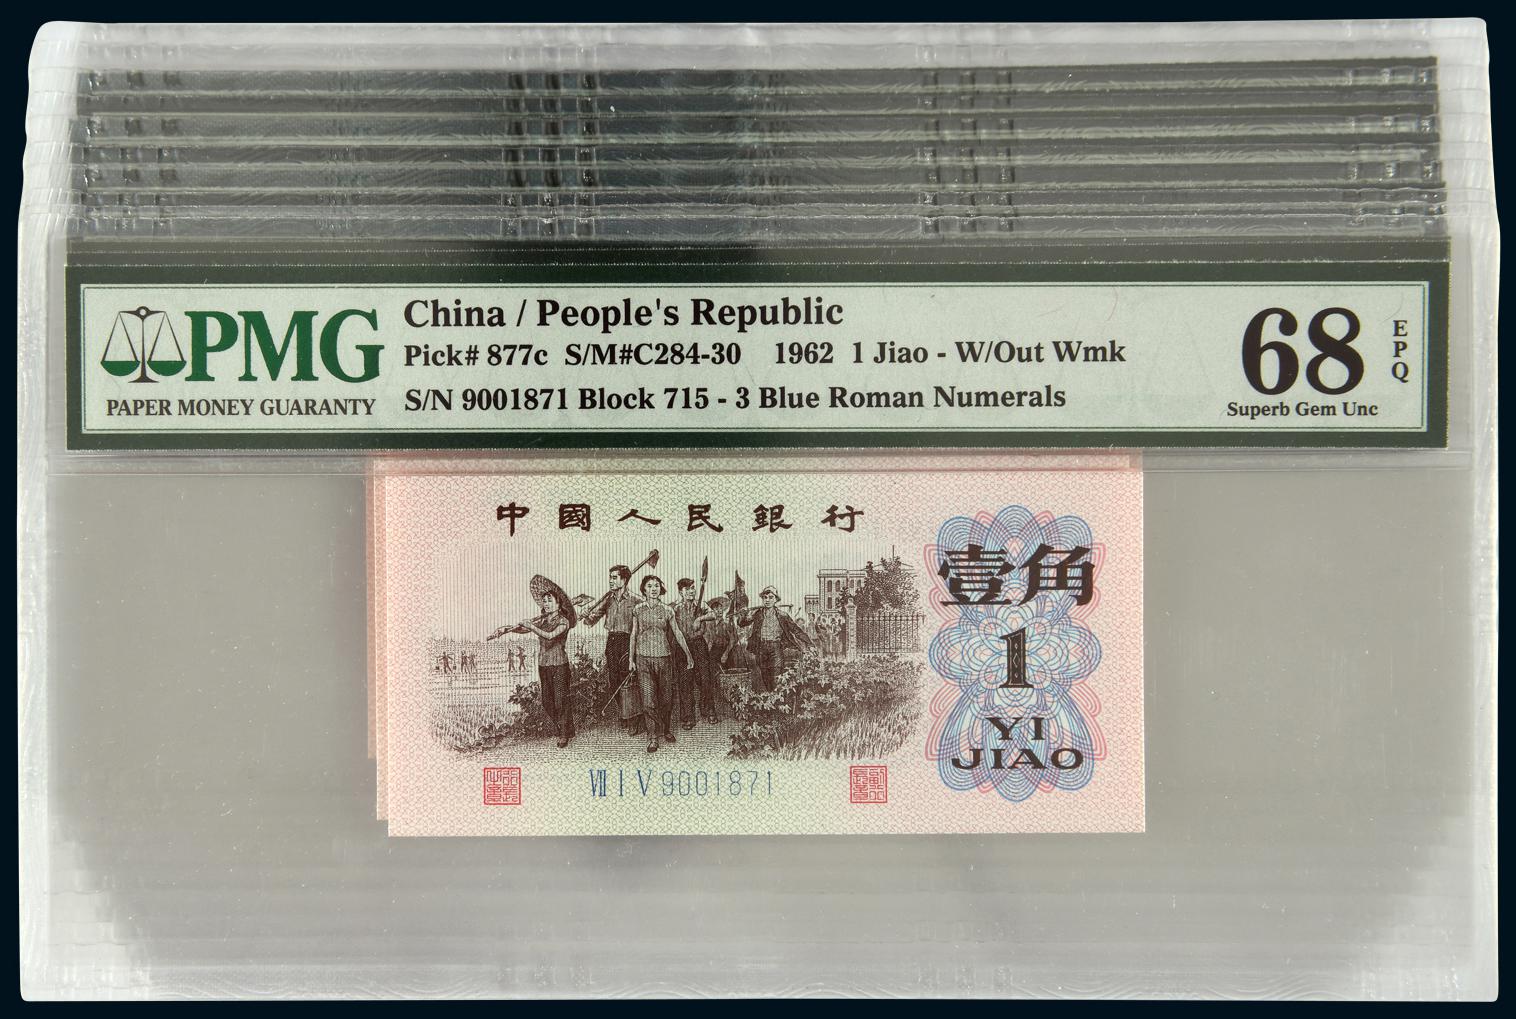 PMG
PAPER MONEY GUARANTY
China / People's Republic
Pick# 877c S/M#C284-30 1962 1 Jiao - W/Out Wmk
S/N 9001871 Block 715 - 3 Blue Roman Numerals
68
EPQ
Superb Gem Unc
中國人民銀行
壹角
1
YI
JIAO
VII I V 9001871